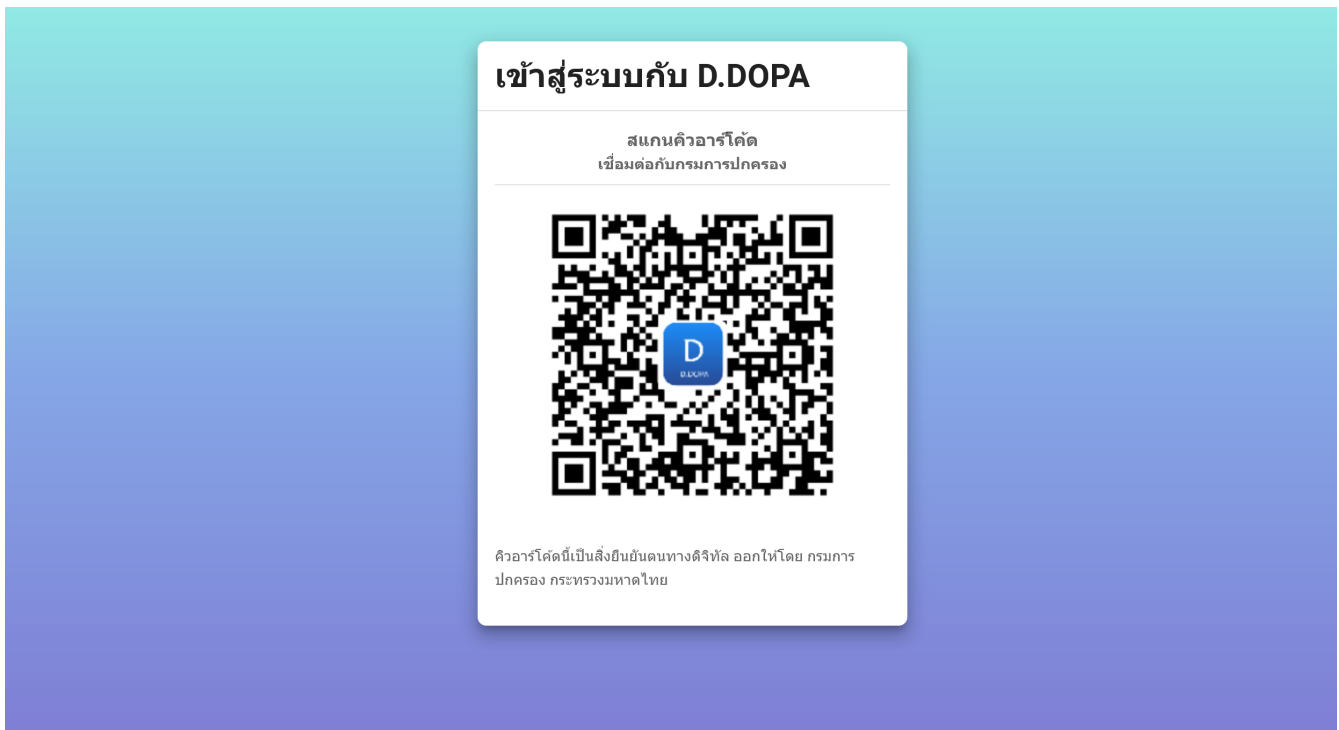 เข้าสู่ระบบกับ D.DOPA
สแกนคิวอาร์โค้ด
เชื่อมต่อกับกรมการปกครอง
D
D.DOPA
คิวอาร์โค้ดนี้เป็นสิ่งยืนยันตนทางดิจิทัล ออกให้โดย กรมการ
ปกครอง กระทรวงมหาดไทย